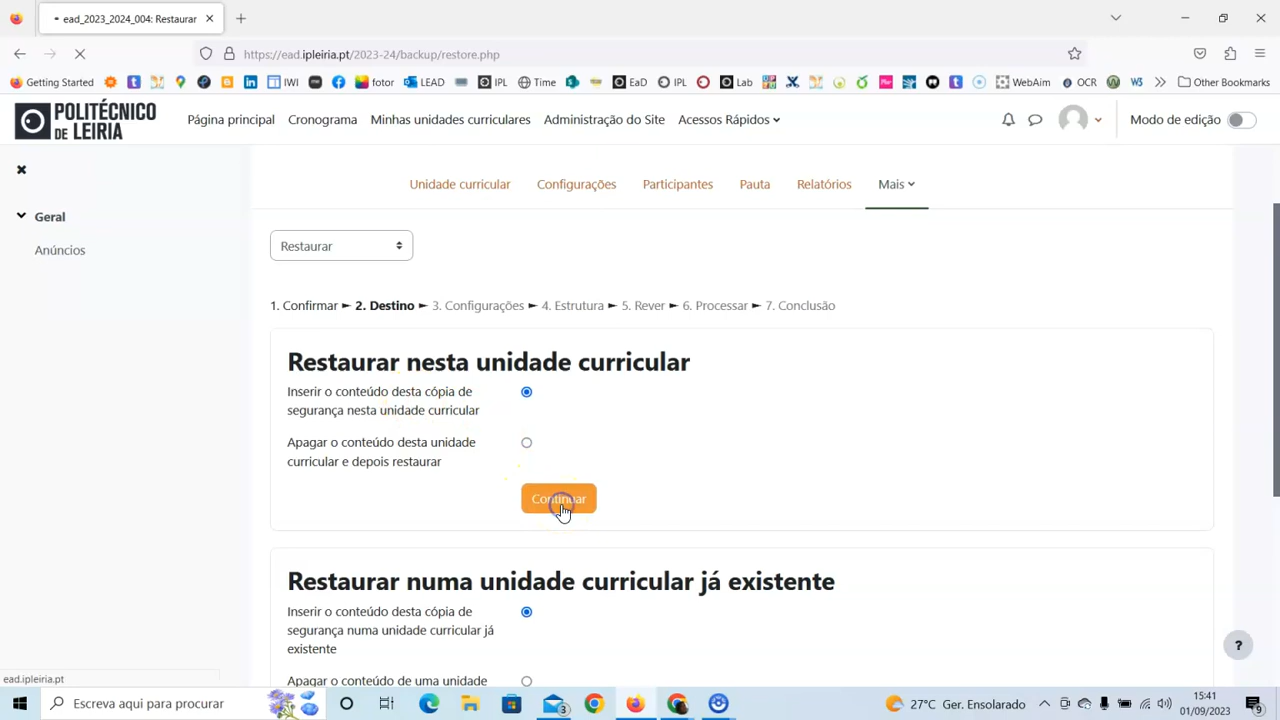 ead_2023_2024_004: Restaurar
https://ead.ipleiria.pt/2023-24/backup/restore.php
Getting Started
IWI
fotor
LEAD
IPL
Time
EaD
IPL
Lab
WebAim
OCR
Other Bookmarks
POLITÉCNICO
DE LEIRIA
Página principal
Cronograma
Minhas unidades curriculares
Administração do Site
Acessos Rápidos
Modo de edição
Geral
Anúncios
Unidade curricular
Configurações
Participantes
Pauta
Relatórios
Mais
Restaurar
1. Confirmar ► 2. Destino ► 3. Configurações ► 4. Estrutura ► 5. Rever ► 6. Processar ► 7. Conclusão
Restaurar nesta unidade curricular
Inserir o conteúdo desta cópia de
segurança nesta unidade curricular
Apagar o conteúdo desta unidade
curricular e depois restaurar
Continuar
Restaurar numa unidade curricular já existente
Inserir o conteúdo desta cópia de
segurança numa unidade curricular já
existente
Apagar o conteúdo de uma unidade
?
ead.ipleiria.pt
Escreva aqui para procurar
3
27°C Ger. Ensolarado
15:41
01/09/2023
9